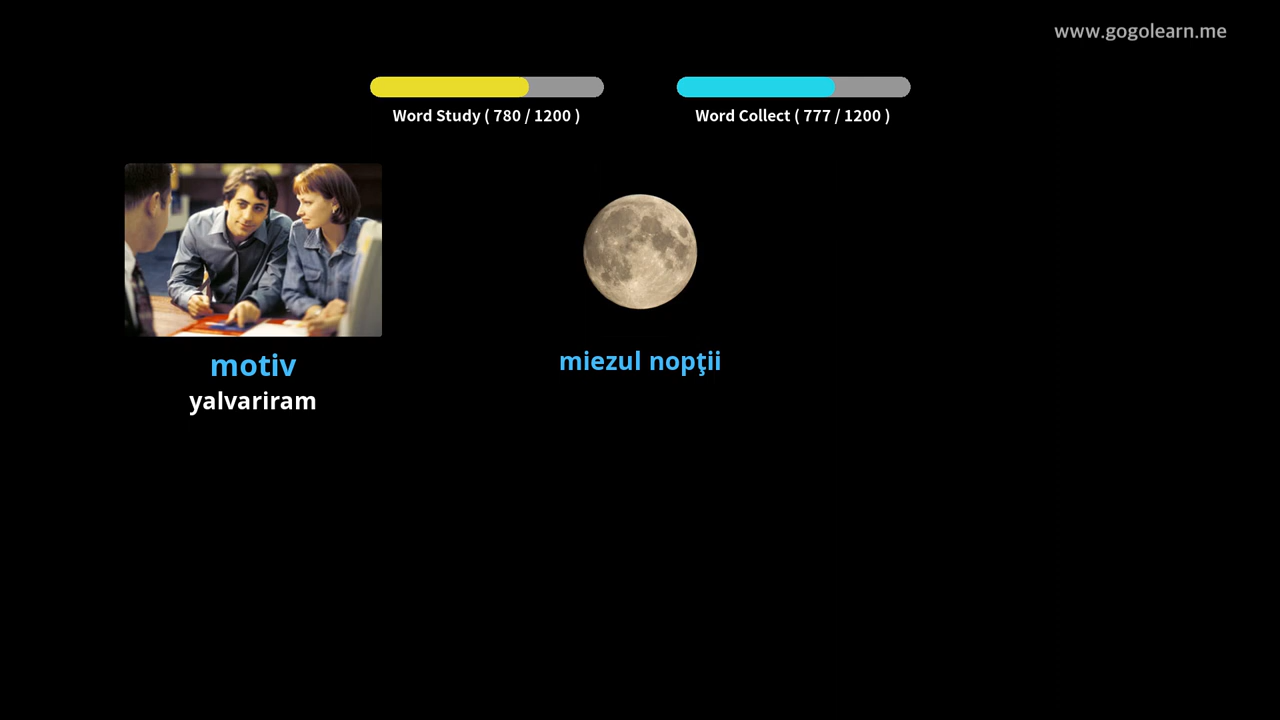 www.gogolearn.me
Word Study ( 780 / 1200 )
Word Collect ( 777 / 1200 )
motiv
yalvariram
miezul nopţii